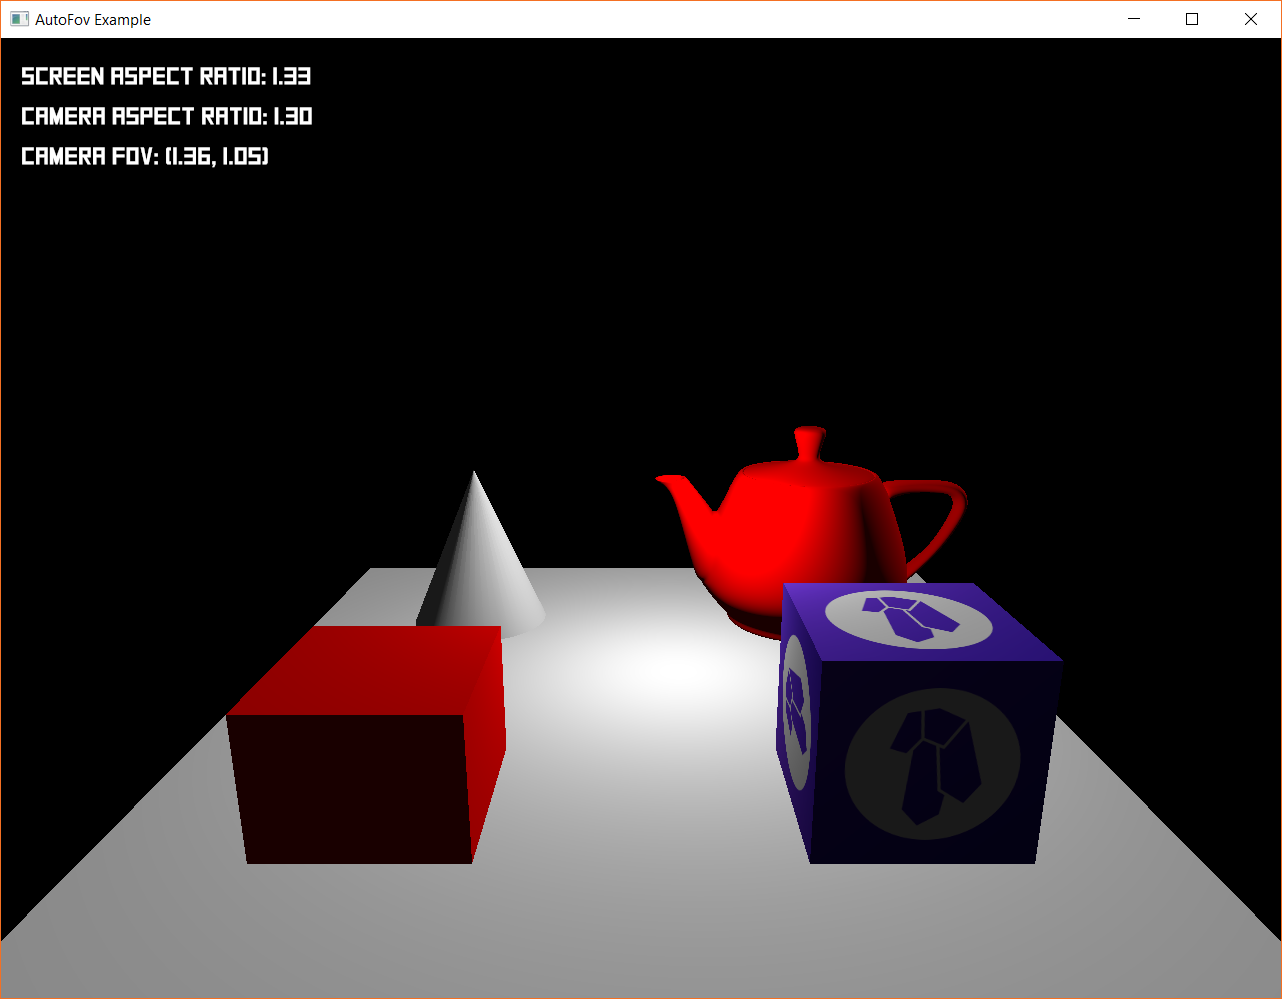 AutoFov Example
SCREEN ASPECT RATIO: 1.33
CAMERA ASPECT RATIO: 1.30
CAMERA FOV: (1.36, 1.05)